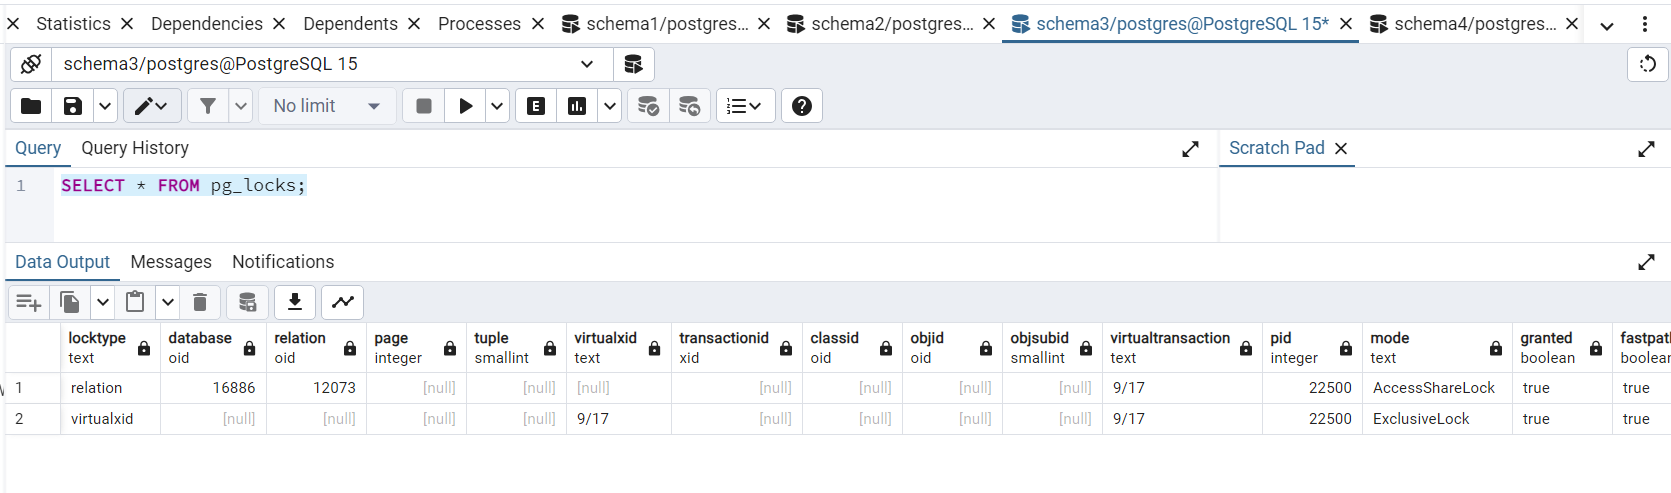 Statistics Dependencies Dependents Processes schema1/postgres... schema2/postgres... schema3/postgres@PostgreSQL 15* schema4/postgres...
schema3/postgres@PostgreSQL 15
No limit E
Query Query History Scratch Pad
1 SELECT * FROM pg_locks;
Data Output Messages Notifications
locktype database relation page tuple virtualxid transactionid classid objid objsubid virtualtransaction pid mode granted fastpath
text oid oid integer smallint text xid oid oid smallint text integer text boolean boolean
1 relation 16886 12073 [null] [null] [null] [null] [null] [null] [null] 9/17 22500 AccessShareLock true true
2 virtualxid [null] [null] [null] [null] 9/17 [null] [null] [null] [null] 9/17 22500 ExclusiveLock true true